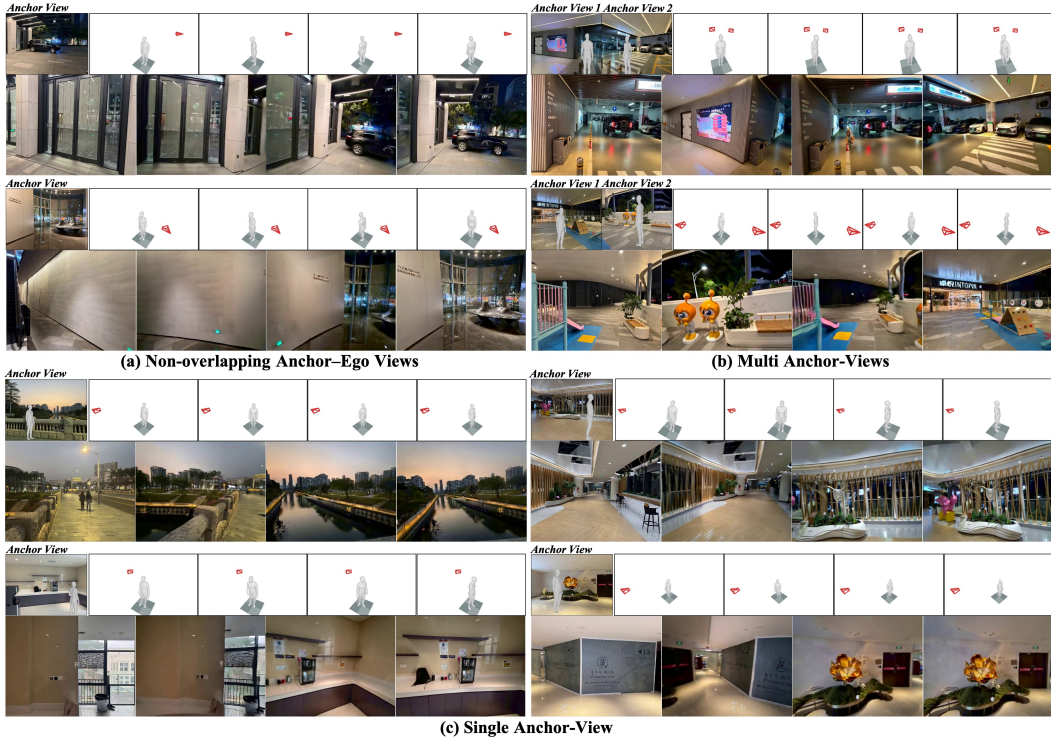 Anchor View
Anchor View 1 Anchor View 2
Anchor View
Anchor View 1 Anchor View 2
(a) Non-overlapping Anchor–Ego Views
(b) Multi Anchor-Views
Anchor View
Anchor View
Anchor View
Anchor View
(c) Single Anchor-View